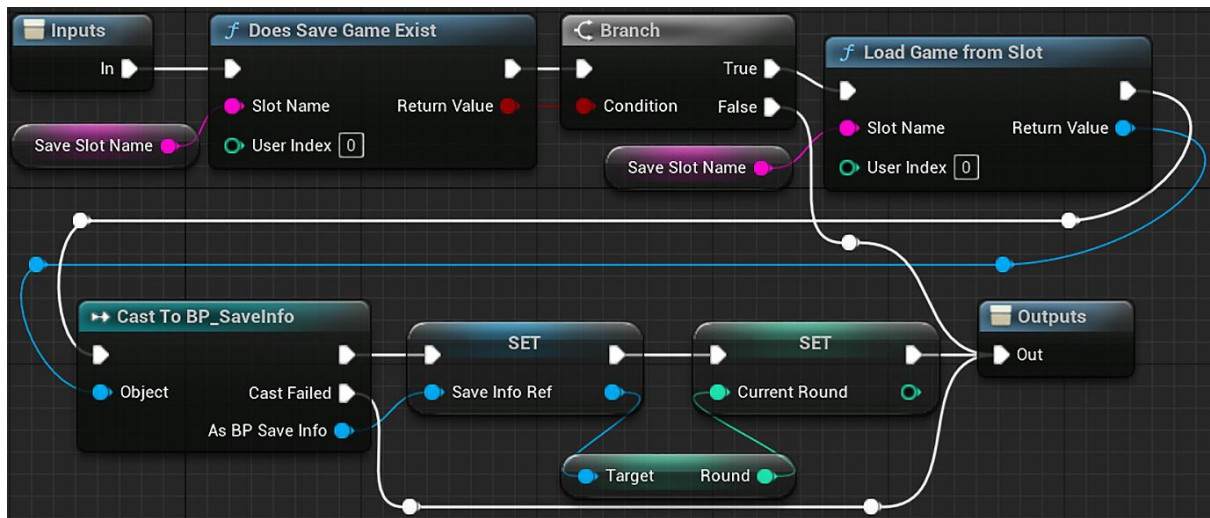 Inputs
In
Save Slot Name
Does Save Game Exist
Slot Name Return Value
User Index 0
Branch
True
Condition False
Save Slot Name
Load Game from Slot
Slot Name Return Value
User Index 0
Cast To BP_SaveInfo
Object Cast Failed
As BP Save Info
SET
Save Info Ref
SET
Current Round
Target Round
Outputs
Out